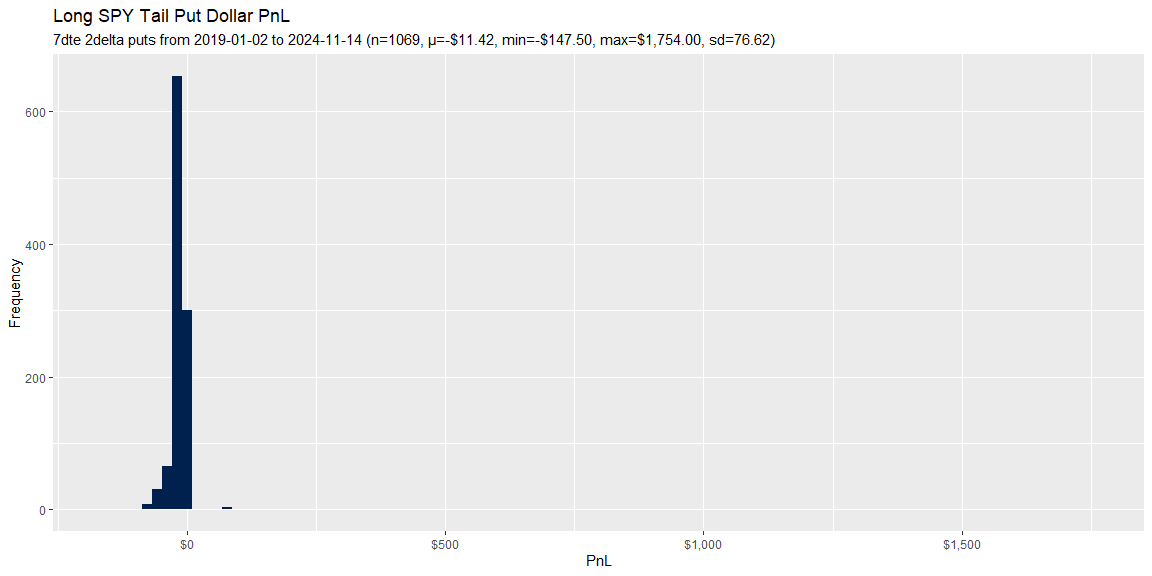 Long SPY Tail Put Dollar PnL
7dte 2delta puts from 2019-01-02 to 2024-11-14 (n=1069, μ=-$11.42, min=-$147.50, max=$1,754.00, sd=76.62)
600
400
200
0
Frequency
$0 $500 $1,000 $1,500
PnL